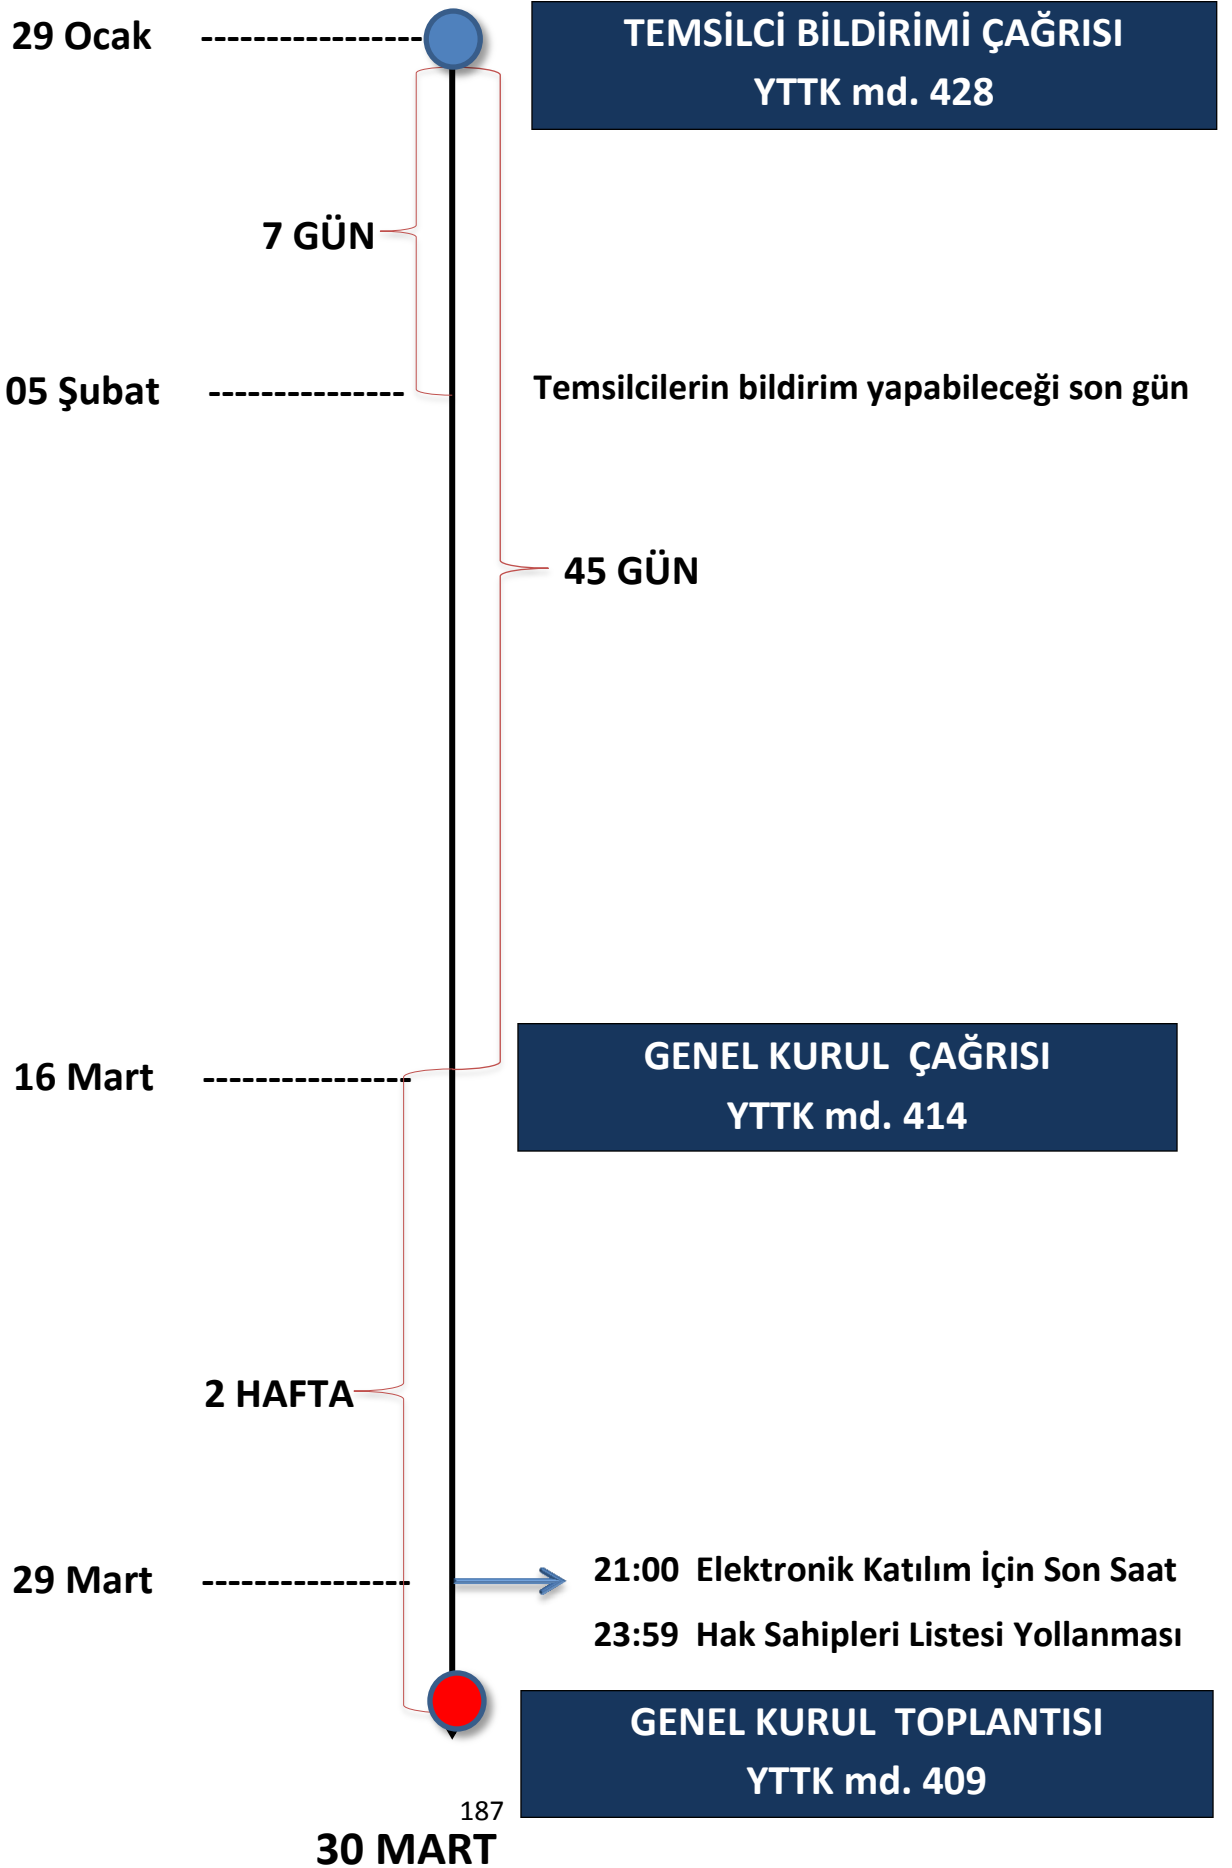 29 Ocak ----------------- TEMSİLCİ BİLDİRİMİ ÇAĞRISI
YTTK md. 428
7 GÜN
05 Şubat --------------- Temsilcilerin bildirim yapabileceği son gün
45 GÜN
16 Mart ---------------- GENEL KURUL ÇAĞRISI
YTTK md. 414
2 HAFTA
29 Mart ---------------- 21:00 Elektronik Katılım İçin Son Saat
23:59 Hak Sahipleri Listesi Yollanması
GENEL KURUL TOPLANTISI
YTTK md. 409
187
30 MART